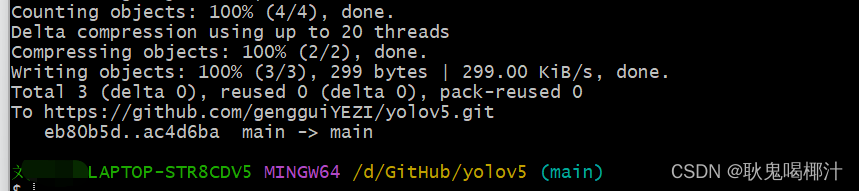 Counting objects: 100% (4/4), done.
Delta compression using up to 20 threads
Compressing objects: 100% (2/2), done.
Writing objects: 100% (3/3), 299 bytes | 299.00 KiB/s, done.
Total 3 (delta 0), reused 0 (delta 0), pack-reused 0
To https://github.com/gengguiYEZI/yolov5.git
   eb80b5d..ac4d6ba  main -> main
LAPTOP-STR8CDV5 MINGW64 /d/GitHub/yolov5 (main)
$
CSDN @耿鬼喝椰汁